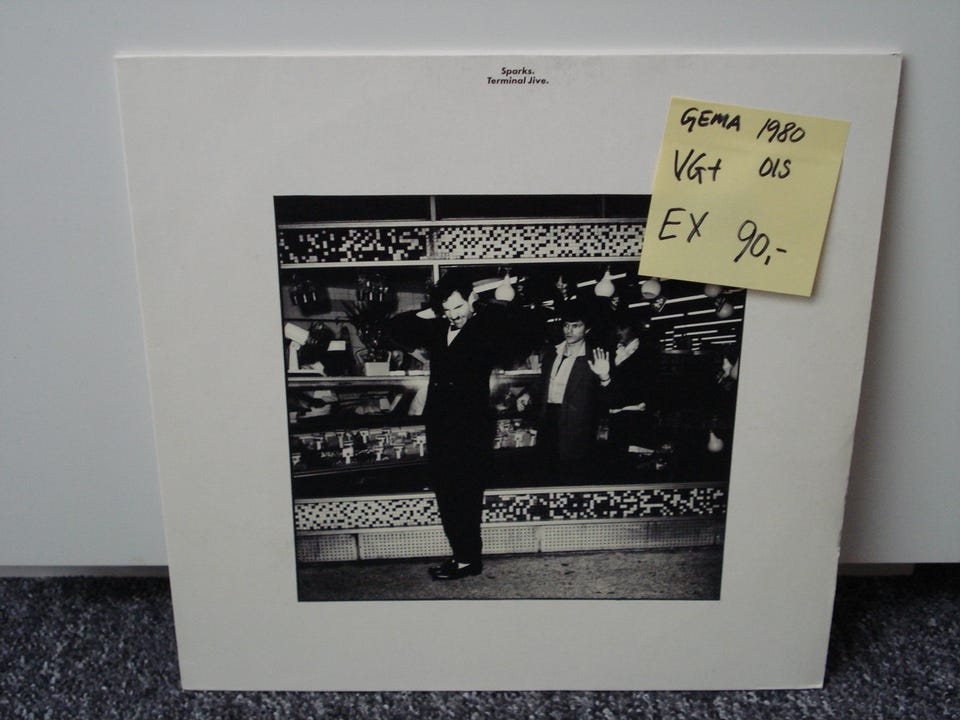 Sparks.
Terminal Jive.
GEMA 1980
VG+ OIS
EX 90,-